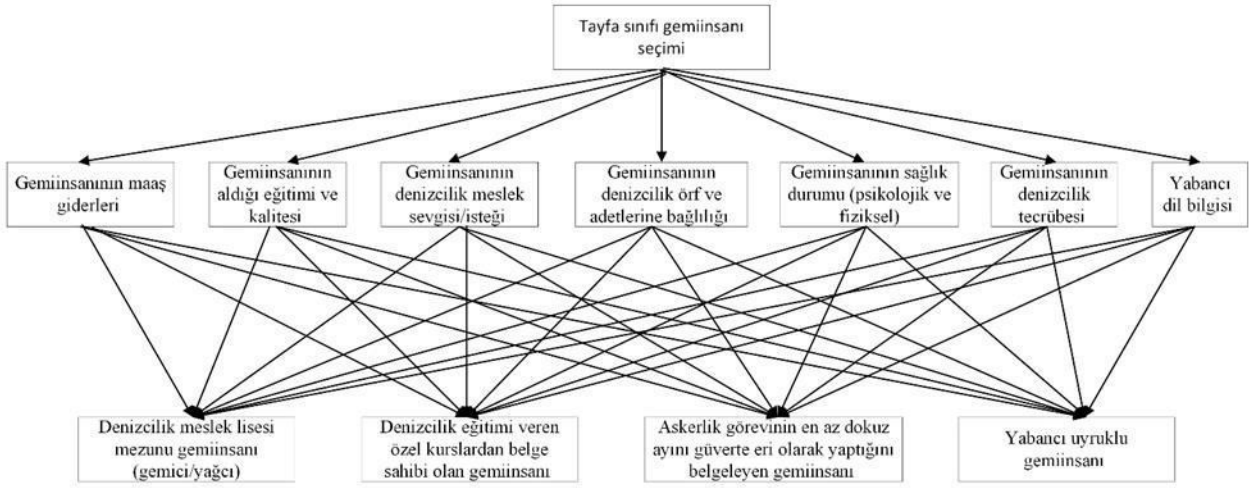 Tayfa sınıfı gemiinsanı
seçimi
Gemiinsanının maaş
giderleri
Gemiinsanının
aldığı eğitimi ve
kalitesi
Gemiinsanının
denizcilik meslek
sevgisi/isteği
Gemiinsanının
denizcilik örf ve
adetlerine bağlılığı
Gemiinsanının sağlık
durumu (psikolojik ve
fiziksel)
Gemiinsanının
denizcilik
tecrübesi
Yabancı
dil bilgisi
Denizcilik meslek lisesi
mezunu gemiinsanı
(gemici/yağcı)
Denizcilik eğitimi veren
özel kurslardan belge
sahibi olan gemiinsanı
Askerlik görevinin en az dokuz
ayını güverte eri olarak yaptığını
belgeleyen gemiinsanı
Yabancı uyruklu
gemiinsanı